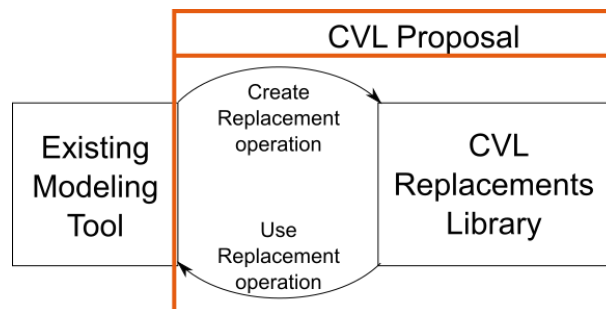 CVL Proposal
Create
Replacement
operation
Existing
Modeling
Tool
CVL
Replacements
Library
Use
Replacement
operation